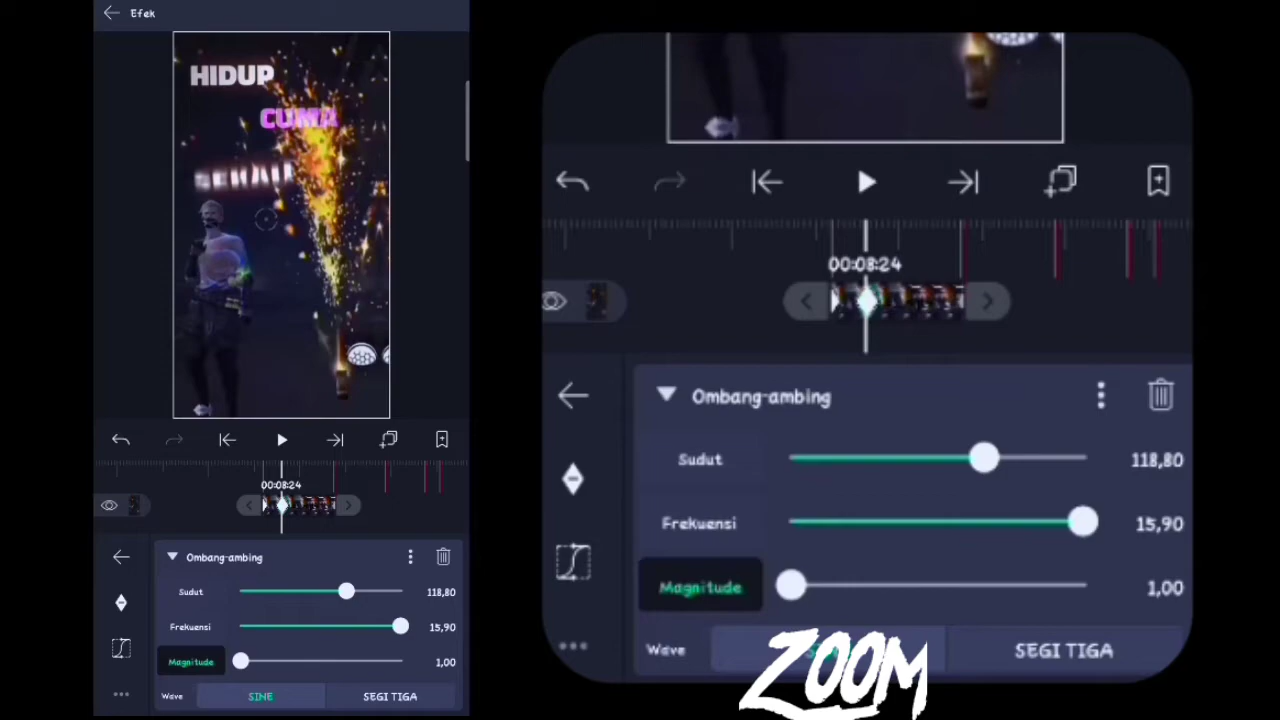 Efek
HIDUP
CUMA
SEKALI
00:08:24
Ombang-ambing
Sudut 118,80
Frekuensi 15,90
Magnitude 1,00
Wave SINE SEGI TIGA
00:08:24
Ombang-ambing
Sudut 118,80
Frekuensi 15,90
Magnitude 1,00
Wave SEGI TIGA
ZOOM